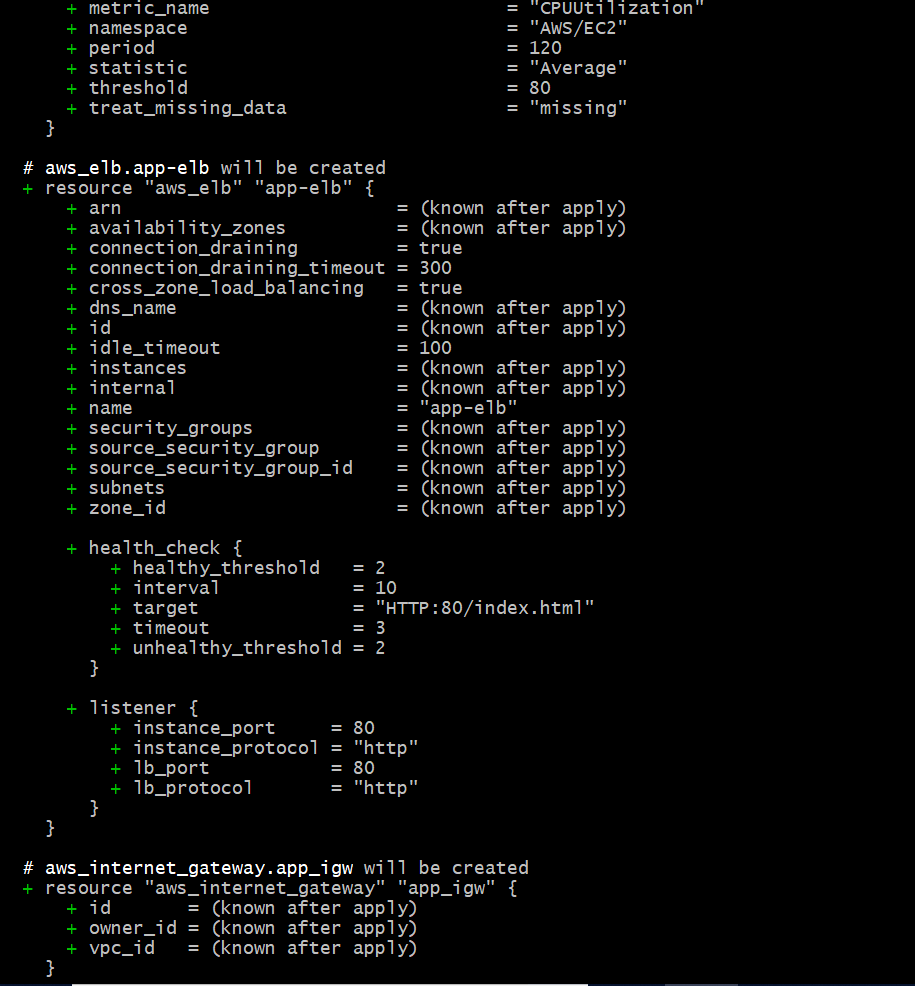 + metric_name = "CPUUtilization"
+ namespace = "AWS/EC2"
+ period = 120
+ statistic = "Average"
+ threshold = 80
+ treat_missing_data = "missing"
}
# aws_elb.app-elb will be created
+ resource "aws_elb" "app-elb" {
+ arn = (known after apply)
+ availability_zones = (known after apply)
+ connection_draining = true
+ connection_draining_timeout = 300
+ cross_zone_load_balancing = true
+ dns_name = (known after apply)
+ id = (known after apply)
+ idle_timeout = 100
+ instances = (known after apply)
+ internal = (known after apply)
+ name = "app-elb"
+ security_groups = (known after apply)
+ source_security_group = (known after apply)
+ source_security_group_id = (known after apply)
+ subnets = (known after apply)
+ zone_id = (known after apply)
+ health_check {
+ healthy_threshold = 2
+ interval = 10
+ target = "HTTP:80/index.html"
+ timeout = 3
+ unhealthy_threshold = 2
}
+ listener {
+ instance_port = 80
+ instance_protocol = "http"
+ lb_port = 80
+ lb_protocol = "http"
}
}
# aws_internet_gateway.app_igw will be created
+ resource "aws_internet_gateway" "app_igw" {
+ id = (known after apply)
+ owner_id = (known after apply)
+ vpc_id = (known after apply)
}